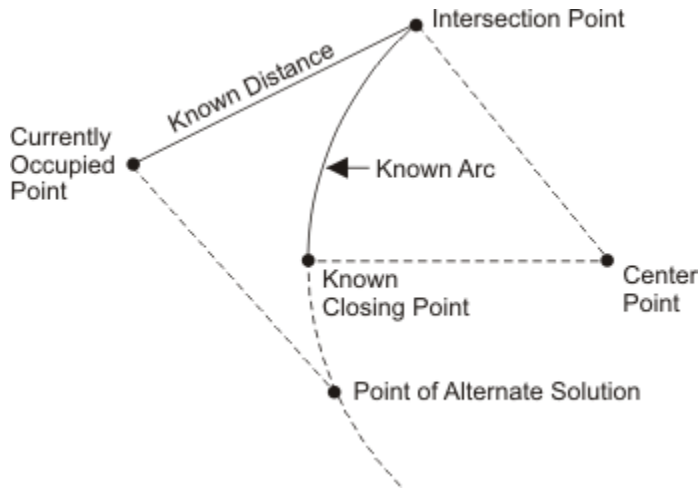 Intersection Point
Known Distance
Currently
Occupied
Point
Known Arc
Known
Closing Point
Center
Point
Point of Alternate Solution